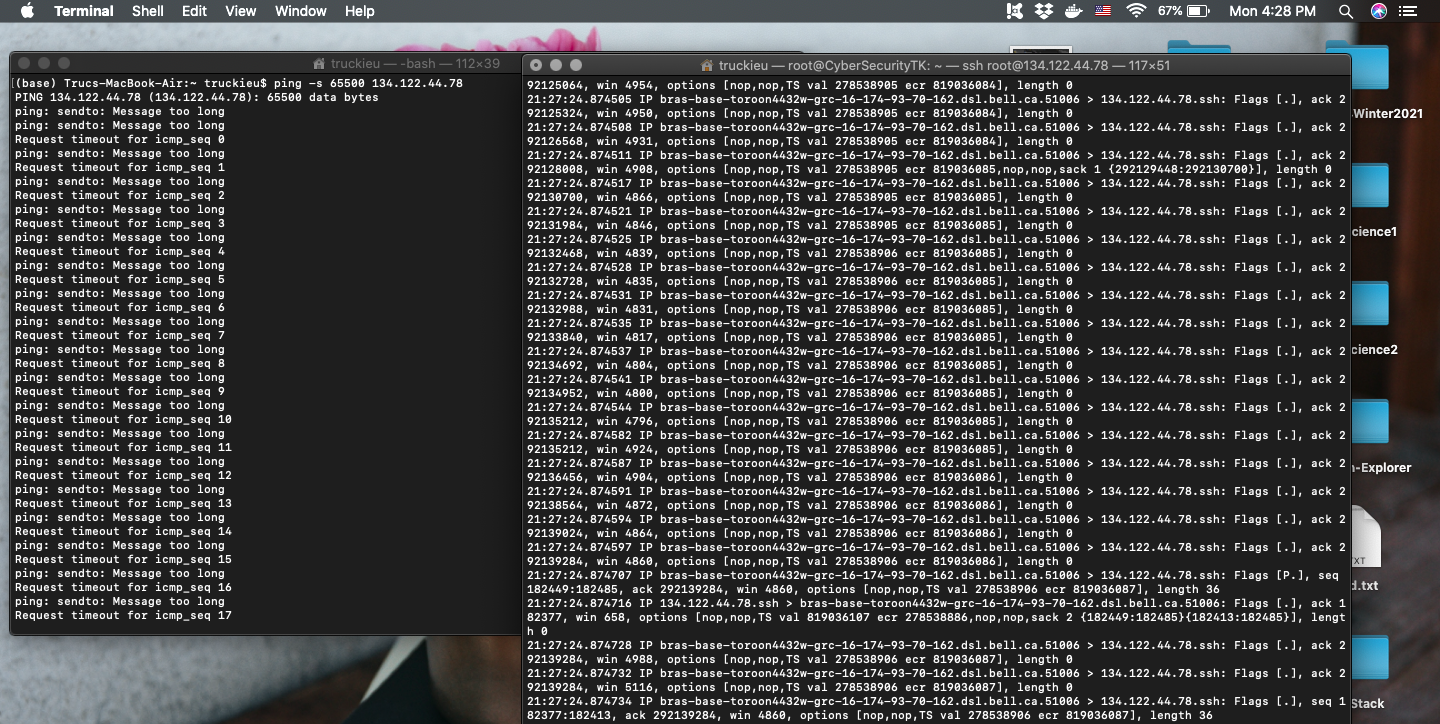 Terminal Shell Edit View Window Help 67% Mon 4:28 PM
truckieu — -bash — 112×39
[(base) Trucs-MacBook-Air:~ truckieu$ ping -s 65500 134.122.44.78
PING 134.122.44.78 (134.122.44.78): 65500 data bytes
ping: sendto: Message too long
ping: sendto: Message too long
Request timeout for icmp_seq 0
ping: sendto: Message too long
Request timeout for icmp_seq 1
ping: sendto: Message too long
Request timeout for icmp_seq 2
ping: sendto: Message too long
Request timeout for icmp_seq 3
ping: sendto: Message too long
Request timeout for icmp_seq 4
ping: sendto: Message too long
Request timeout for icmp_seq 5
ping: sendto: Message too long
Request timeout for icmp_seq 6
ping: sendto: Message too long
Request timeout for icmp_seq 7
ping: sendto: Message too long
Request timeout for icmp_seq 8
ping: sendto: Message too long
Request timeout for icmp_seq 9
ping: sendto: Message too long
Request timeout for icmp_seq 10
ping: sendto: Message too long
Request timeout for icmp_seq 11
ping: sendto: Message too long
Request timeout for icmp_seq 12
ping: sendto: Message too long
Request timeout for icmp_seq 13
ping: sendto: Message too long
Request timeout for icmp_seq 14
ping: sendto: Message too long
Request timeout for icmp_seq 15
ping: sendto: Message too long
Request timeout for icmp_seq 16
ping: sendto: Message too long
Request timeout for icmp_seq 17
truckieu — root@CyberSecurityTK: ~ — ssh root@134.122.44.78 — 117×51
92125064, win 4954, options [nop,nop,TS val 278538905 ecr 819036084], length 0
21:27:24.874505 IP bras-base-toroon4432w-grc-16-174-93-70-162.dsl.bell.ca.51006 > 134.122.44.78.ssh: Flags [.], ack 2
92125324, win 4950, options [nop,nop,TS val 278538905 ecr 819036084], length 0
21:27:24.874508 IP bras-base-toroon4432w-grc-16-174-93-70-162.dsl.bell.ca.51006 > 134.122.44.78.ssh: Flags [.], ack 2
92126568, win 4931, options [nop,nop,TS val 278538905 ecr 819036084], length 0
21:27:24.874511 IP bras-base-toroon4432w-grc-16-174-93-70-162.dsl.bell.ca.51006 > 134.122.44.78.ssh: Flags [.], ack 2
92128008, win 4908, options [nop,nop,TS val 278538905 ecr 819036085,nop,nop,sack 1 {292129448:292130700}], length 0
21:27:24.874517 IP bras-base-toroon4432w-grc-16-174-93-70-162.dsl.bell.ca.51006 > 134.122.44.78.ssh: Flags [.], ack 2
92130700, win 4866, options [nop,nop,TS val 278538905 ecr 819036085], length 0
21:27:24.874521 IP bras-base-toroon4432w-grc-16-174-93-70-162.dsl.bell.ca.51006 > 134.122.44.78.ssh: Flags [.], ack 2
92131984, win 4846, options [nop,nop,TS val 278538905 ecr 819036085], length 0
21:27:24.874525 IP bras-base-toroon4432w-grc-16-174-93-70-162.dsl.bell.ca.51006 > 134.122.44.78.ssh: Flags [.], ack 2
92132468, win 4839, options [nop,nop,TS val 278538906 ecr 819036085], length 0
21:27:24.874528 IP bras-base-toroon4432w-grc-16-174-93-70-162.dsl.bell.ca.51006 > 134.122.44.78.ssh: Flags [.], ack 2
92132728, win 4835, options [nop,nop,TS val 278538906 ecr 819036085], length 0
21:27:24.874531 IP bras-base-toroon4432w-grc-16-174-93-70-162.dsl.bell.ca.51006 > 134.122.44.78.ssh: Flags [.], ack 2
92132988, win 4831, options [nop,nop,TS val 278538906 ecr 819036085], length 0
21:27:24.874535 IP bras-base-toroon4432w-grc-16-174-93-70-162.dsl.bell.ca.51006 > 134.122.44.78.ssh: Flags [.], ack 2
92133840, win 4817, options [nop,nop,TS val 278538906 ecr 819036085], length 0
21:27:24.874537 IP bras-base-toroon4432w-grc-16-174-93-70-162.dsl.bell.ca.51006 > 134.122.44.78.ssh: Flags [.], ack 2
92134692, win 4804, options [nop,nop,TS val 278538906 ecr 819036085], length 0
21:27:24.874541 IP bras-base-toroon4432w-grc-16-174-93-70-162.dsl.bell.ca.51006 > 134.122.44.78.ssh: Flags [.], ack 2
92134952, win 4800, options [nop,nop,TS val 278538906 ecr 819036085], length 0
21:27:24.874544 IP bras-base-toroon4432w-grc-16-174-93-70-162.dsl.bell.ca.51006 > 134.122.44.78.ssh: Flags [.], ack 2
92135212, win 4796, options [nop,nop,TS val 278538906 ecr 819036085], length 0
21:27:24.874582 IP bras-base-toroon4432w-grc-16-174-93-70-162.dsl.bell.ca.51006 > 134.122.44.78.ssh: Flags [.], ack 2
92135212, win 4924, options [nop,nop,TS val 278538906 ecr 819036085], length 0
21:27:24.874587 IP bras-base-toroon4432w-grc-16-174-93-70-162.dsl.bell.ca.51006 > 134.122.44.78.ssh: Flags [.], ack 2
92136456, win 4904, options [nop,nop,TS val 278538906 ecr 819036086], length 0
21:27:24.874591 IP bras-base-toroon4432w-grc-16-174-93-70-162.dsl.bell.ca.51006 > 134.122.44.78.ssh: Flags [.], ack 2
92138564, win 4872, options [nop,nop,TS val 278538906 ecr 819036086], length 0
21:27:24.874594 IP bras-base-toroon4432w-grc-16-174-93-70-162.dsl.bell.ca.51006 > 134.122.44.78.ssh: Flags [.], ack 2
92139024, win 4864, options [nop,nop,TS val 278538906 ecr 819036086], length 0
21:27:24.874597 IP bras-base-toroon4432w-grc-16-174-93-70-162.dsl.bell.ca.51006 > 134.122.44.78.ssh: Flags [.], ack 2
92139284, win 4860, options [nop,nop,TS val 278538906 ecr 819036086], length 0
21:27:24.874707 IP bras-base-toroon4432w-grc-16-174-93-70-162.dsl.bell.ca.51006 > 134.122.44.78.ssh: Flags [P.], seq
182449:182485, ack 292139284, win 4860, options [nop,nop,TS val 278538906 ecr 819036087], length 36
21:27:24.874716 IP 134.122.44.78.ssh > bras-base-toroon4432w-grc-16-174-93-70-162.dsl.bell.ca.51006: Flags [.], ack 1
82377, win 658, options [nop,nop,TS val 819036107 ecr 278538886,nop,nop,sack 2 {182449:182485}{182413:182485}], lengt
h 0
21:27:24.874728 IP bras-base-toroon4432w-grc-16-174-93-70-162.dsl.bell.ca.51006 > 134.122.44.78.ssh: Flags [.], ack 2
92139284, win 4988, options [nop,nop,TS val 278538906 ecr 819036087], length 0
21:27:24.874732 IP bras-base-toroon4432w-grc-16-174-93-70-162.dsl.bell.ca.51006 > 134.122.44.78.ssh: Flags [.], ack 2
92139284, win 5116, options [nop,nop,TS val 278538906 ecr 819036087], length 0
21:27:24.874734 IP bras-base-toroon4432w-grc-16-174-93-70-162.dsl.bell.ca.51006 > 134.122.44.78.ssh: Flags [.], seq 1
82377:182413, ack 292139284, win 4860, options [nop,nop,TS val 278538906 ecr 819036087], length 36
Winter2021
cience1
cience2
n-Explorer
XT
d.txt
Stack